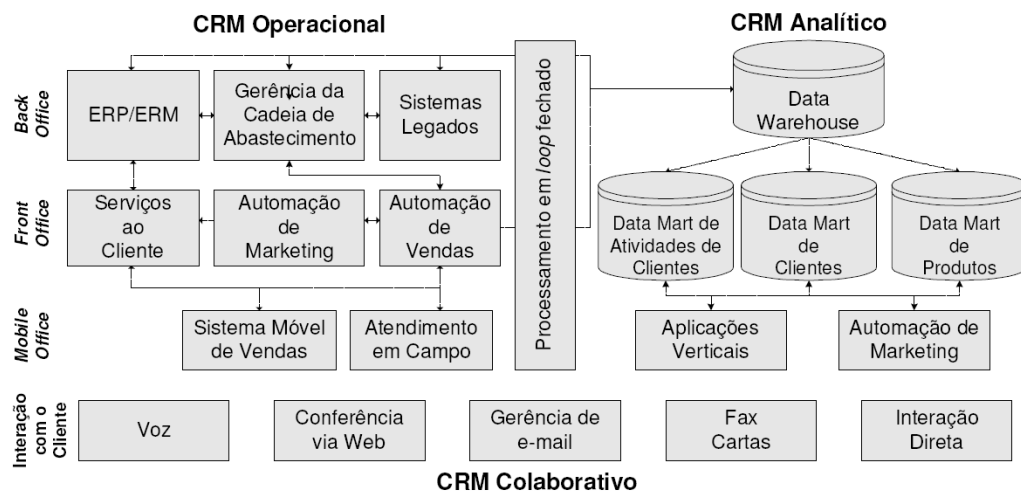 CRM Operacional
CRM Analítico
Back
Office
ERP/ERM
Gerência da
Cadeia de
Abastecimento
Sistemas
Legados
Processamento em loop fechado
Data
Warehouse
Front
Office
Serviços
ao
Cliente
Automação
de
Marketing
Automação
de
Vendas
Data Mart de
Atividades de
Clientes
Data Mart
de
Clientes
Data Mart
de
Produtos
Mobile
Office
Sistema Móvel
de Vendas
Atendimento
em Campo
Aplicações
Verticais
Automação de
Marketing
Interação
com o
Cliente
Voz
Conferência
via Web
Gerência de
e-mail
Fax
Cartas
Interação
Direta
CRM Colaborativo